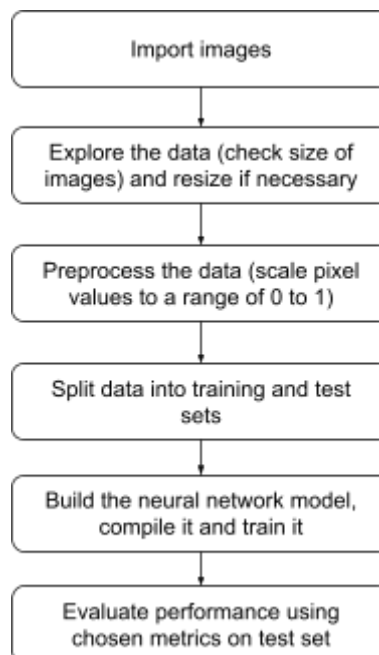 Import images
Explore the data (check size of
images) and resize if necessary
Preprocess the data (scale pixel
values to a range of 0 to 1)
Split data into training and test
sets
Build the neural network model,
compile it and train it
Evaluate performance using
chosen metrics on test set